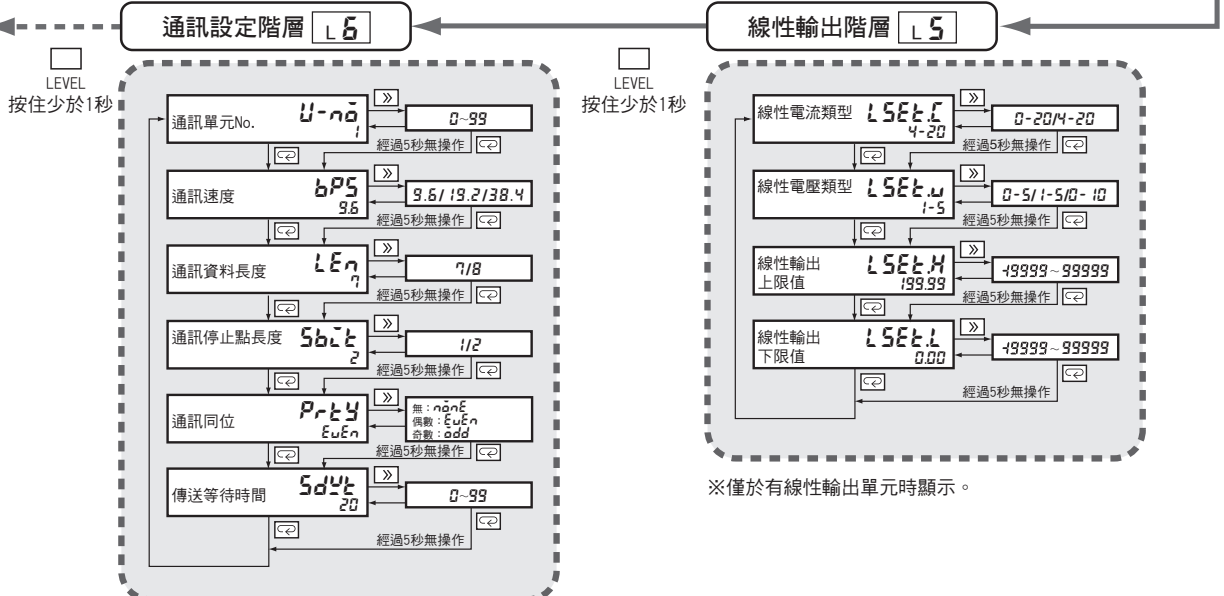 通訊設定階層 L6
LEVEL
按住少於1秒
通訊單元No. U-no
1
0~99
經過5秒無操作
通訊速度 bPS
9.6
9.6/19.2/38.4
經過5秒無操作
通訊資料長度 LEn
7
7/8
經過5秒無操作
通訊停止點長度 Sbit
2
1/2
經過5秒無操作
通訊同位 PrtY
EvEn
無：nonE
偶數：EvEn
奇數：odd
經過5秒無操作
傳送等待時間 SdWt
20
0~99
經過5秒無操作
線性輸出階層 L5
LEVEL
按住少於1秒
線性電流類型 LSEt.C
4-20
0-20/4-20
經過5秒無操作
線性電壓類型 LSEt.v
1-5
0-5/1-5/0-10
經過5秒無操作
線性輸出
上限值
LSEt.H
199.99
-19999~99999
經過5秒無操作
線性輸出
下限值
LSEt.L
0.00
-19999~99999
經過5秒無操作
※僅於有線性輸出單元時顯示。